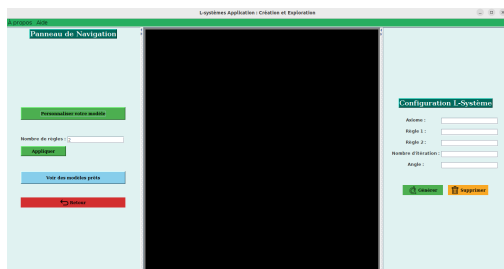 L-systèmes Application : Création et Exploration
A propos Aide
Panneau de Navigation
Personnaliser votre modèle
Nombre de règles : 2
Appliquer
Voir des modèles prêts
Retour
Configuration L-Système
Axiome :
Règle 1 :
Règle 2 :
Nombre d'itération :
Angle :
Générer
Supprimer